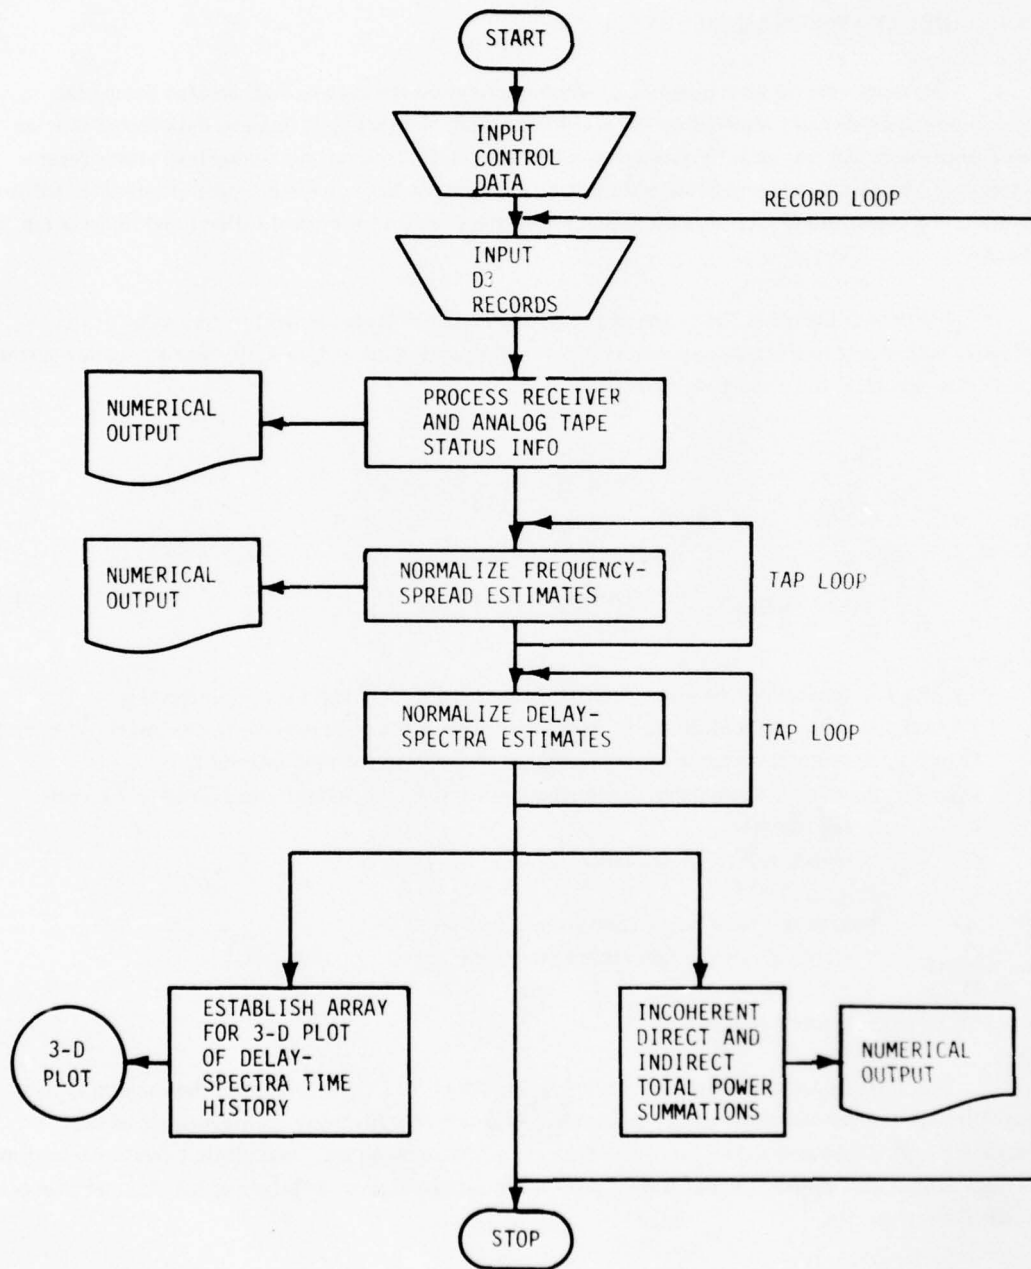 START
INPUT
CONTROL
DATA
RECORD LOOP
INPUT
D3
RECORDS
NUMERICAL
OUTPUT
PROCESS RECEIVER
AND ANALOG TAPE
STATUS INFO
NUMERICAL
OUTPUT
NORMALIZE FREQUENCY-
SPREAD ESTIMATES
TAP LOOP
NORMALIZE DELAY-
SPECTRA ESTIMATES
TAP LOOP
3-D
PLOT
ESTABLISH ARRAY
FOR 3-D PLOT
OF DELAY-
SPECTRA TIME
HISTORY
INCOHERENT
DIRECT AND
INDIRECT
TOTAL POWER
SUMMATIONS
NUMERICAL
OUTPUT
STOP